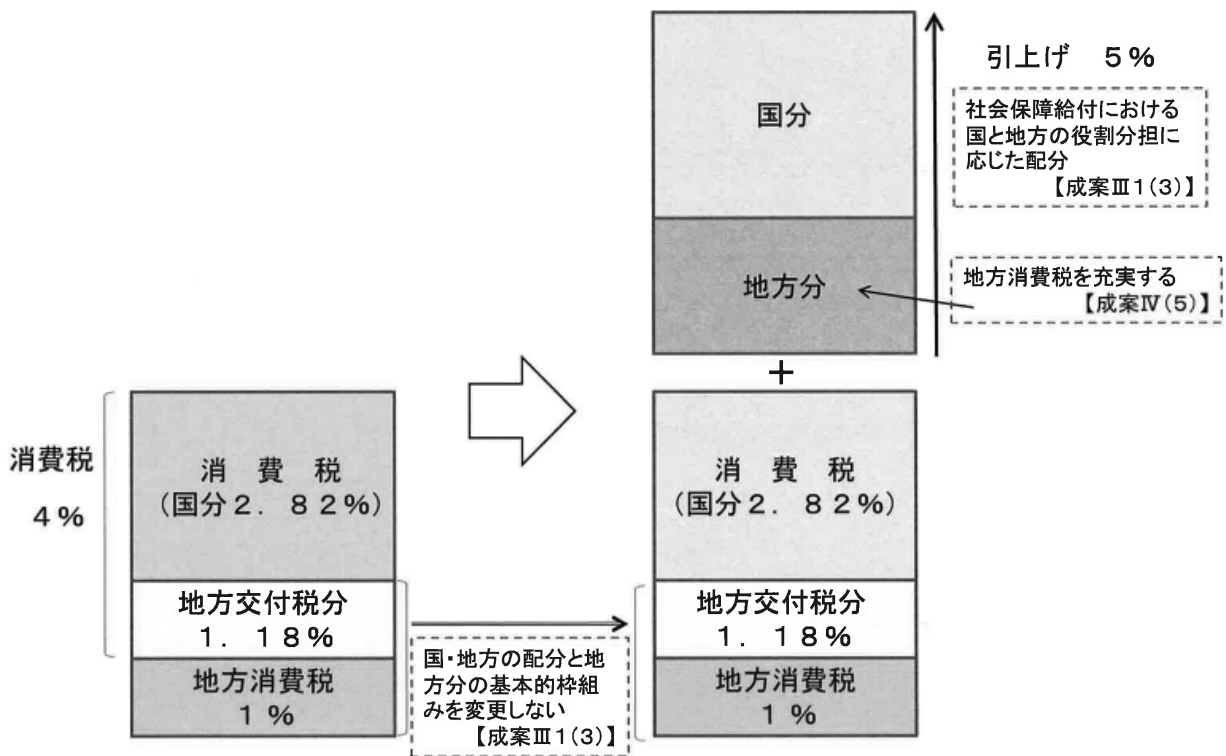 引上げ　５％
国分
社会保障給付における
国と地方の役割分担に
応じた配分
【成案Ⅲ１(３)】
地方分
地方消費税を充実する
【成案Ⅳ(５)】
＋
消費税
４％
消　費　税
（国分２．８２％）
地方交付税分
１．１８％
地方消費税
１％
国・地方の配分と地
方分の基本的枠組
みを変更しない
【成案Ⅲ１(３)】
消　費　税
（国分２．８２％）
地方交付税分
１．１８％
地方消費税
１％